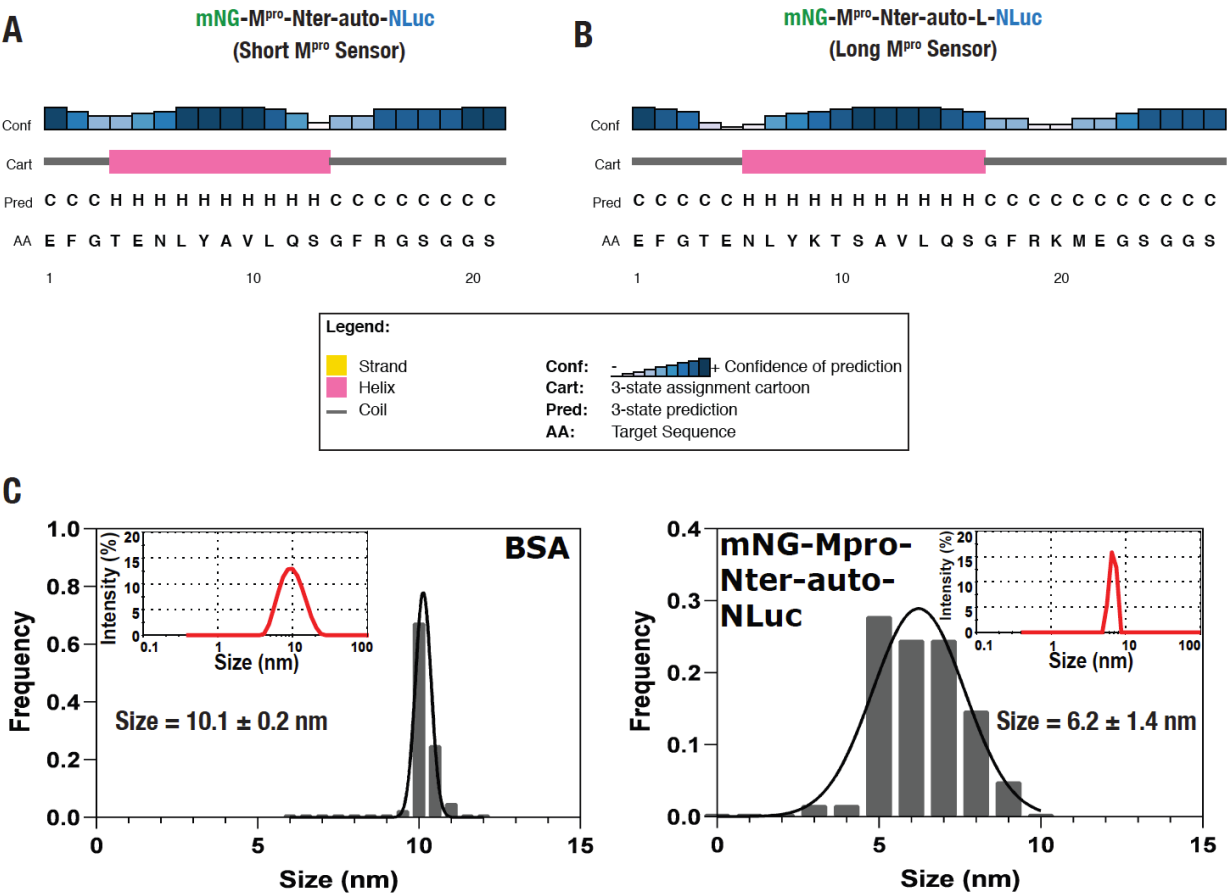 A
mNG-Mᵖʳᵒ-Nter-auto-NLuc
(Short Mᵖʳᵒ Sensor)
Conf
Cart
Pred C C C H H H H H H H H H H C C C C C C C C
AA E F G T E N L Y A V L Q S G F R G S G G S
1 10 20
B
mNG-Mᵖʳᵒ-Nter-auto-L-NLuc
(Long Mᵖʳᵒ Sensor)
Conf
Cart
Pred C C C C C H H H H H H H H H H H C C C C C C C C C C C
AA E F G T E N L Y K T S A V L Q S G F R K M E G S G G S
1 10 20
Legend:
Strand
Helix
Coil
Conf: - + Confidence of prediction
Cart: 3-state assignment cartoon
Pred: 3-state prediction
AA: Target Sequence
C
BSA
Frequency
1.0
0.8
0.6
0.4
0.2
0.0
0 5 10 15
Size (nm)
Intensity (%)
20
15
10
5
0
0.1 1 10 100
Size (nm)
Size = 10.1 ± 0.2 nm
mNG-Mpro-
Nter-auto-
NLuc
Frequency
0.4
0.3
0.2
0.1
0.0
0 5 10 15
Size (nm)
Intensity (%)
20
15
10
5
0
0.1 1 10 100
Size (nm)
Size = 6.2 ± 1.4 nm